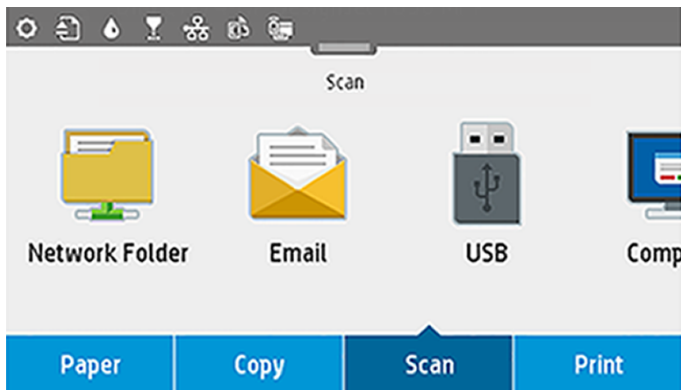 Scan
Network Folder
Email
USB
Comp
Paper
Copy
Scan
Print